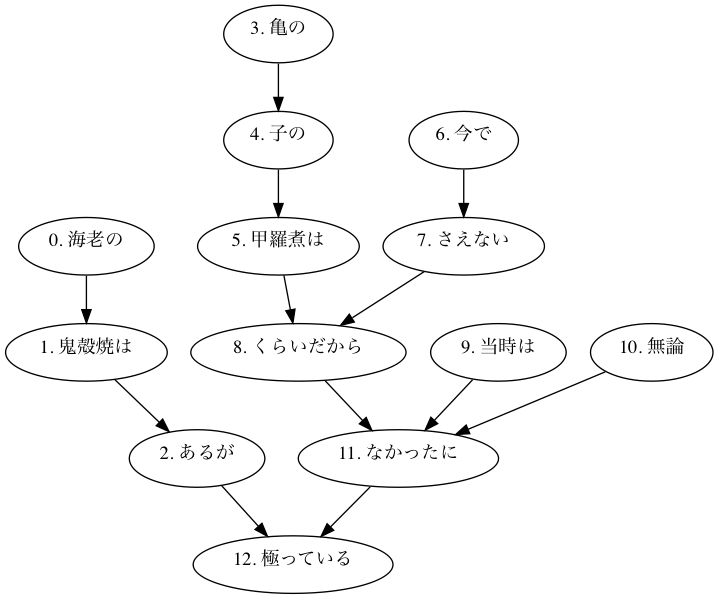 3. 亀の
4. 子の
6. 今で
0. 海老の
5. 甲羅煮は
7. さえない
1. 鬼殻焼は
8. くらいだから
9. 当時は
10. 無論
2. あるが
11. なかったに
12. 極っている